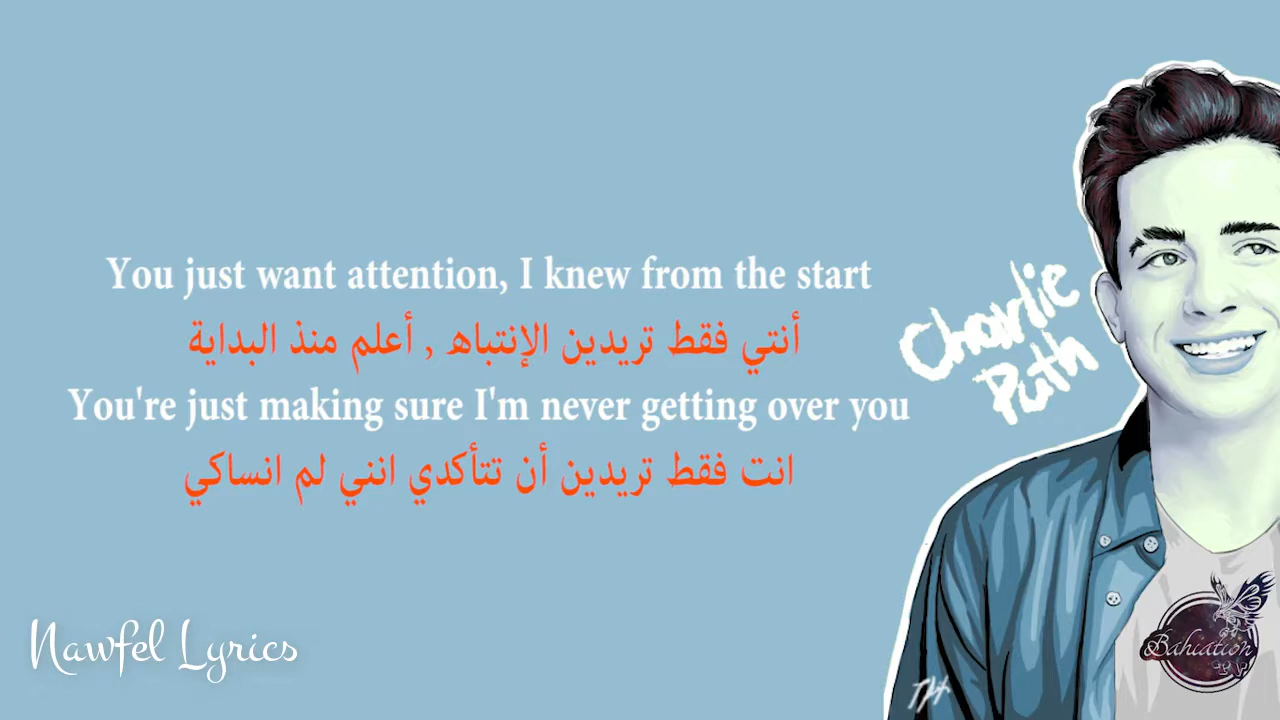 You just want attention, I knew from the start
أنتي فقط تريدين الإنتباه , أعلم منذ البداية
You're just making sure I'm never getting over you
انت فقط تريدين أن تتأكدي انني لم انساكي
Charlie
Puth
Nawfel Lyrics
Bahiation